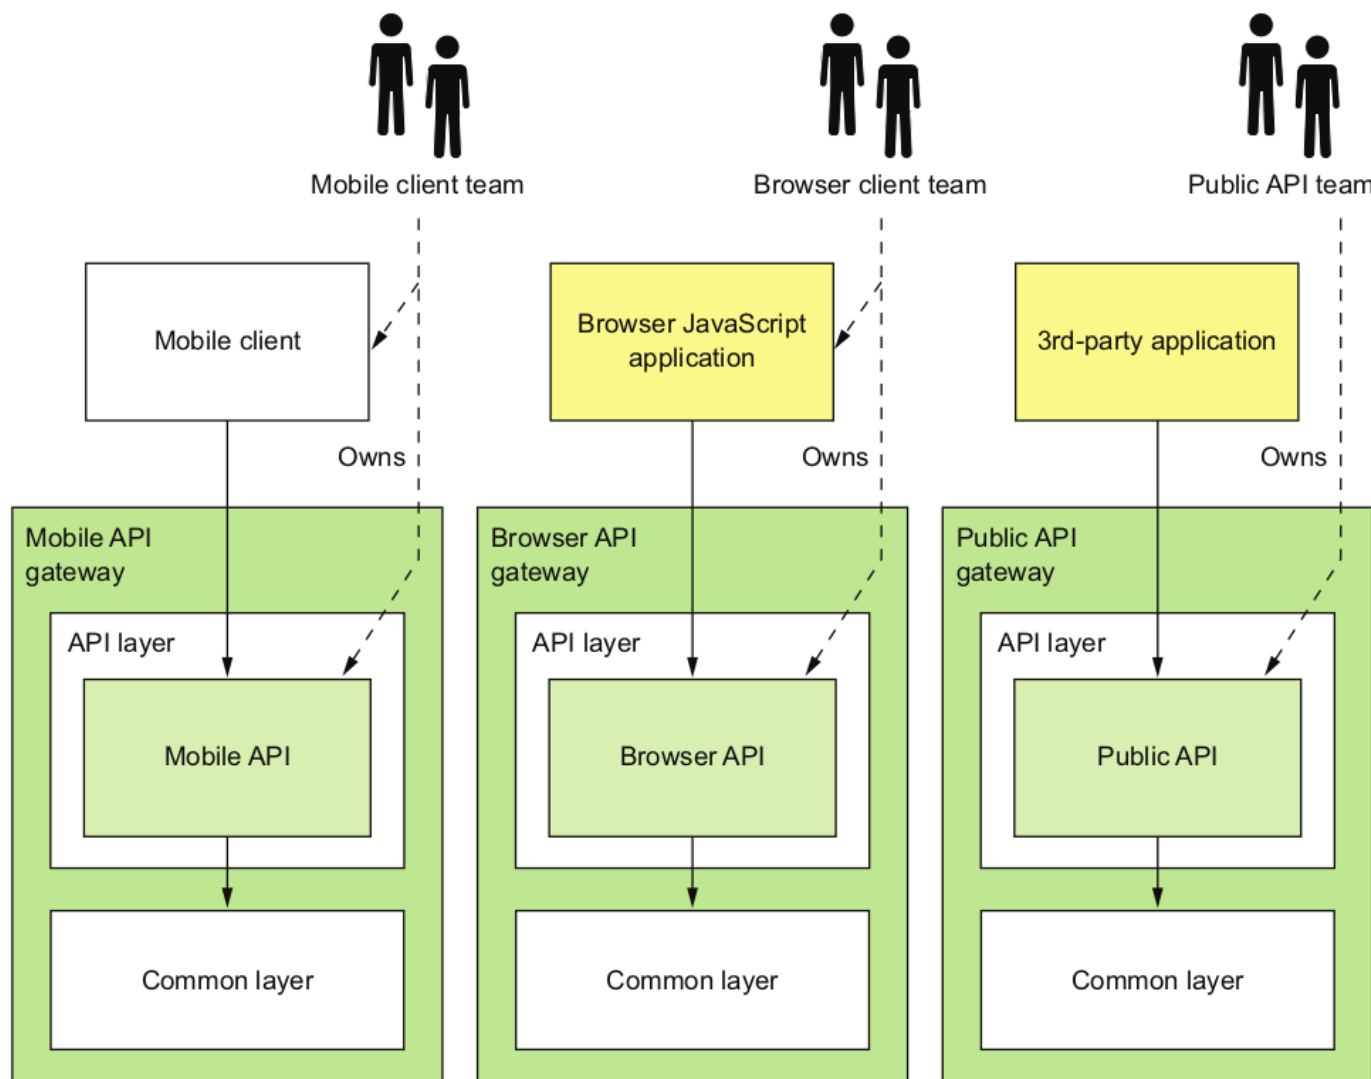 Mobile client team
Browser client team
Public API team
Mobile client
Browser JavaScript
application
3rd-party application
Owns
Owns
Owns
Mobile API
gateway
Browser API
gateway
Public API
gateway
API layer
API layer
API layer
Mobile API
Browser API
Public API
Common layer
Common layer
Common layer